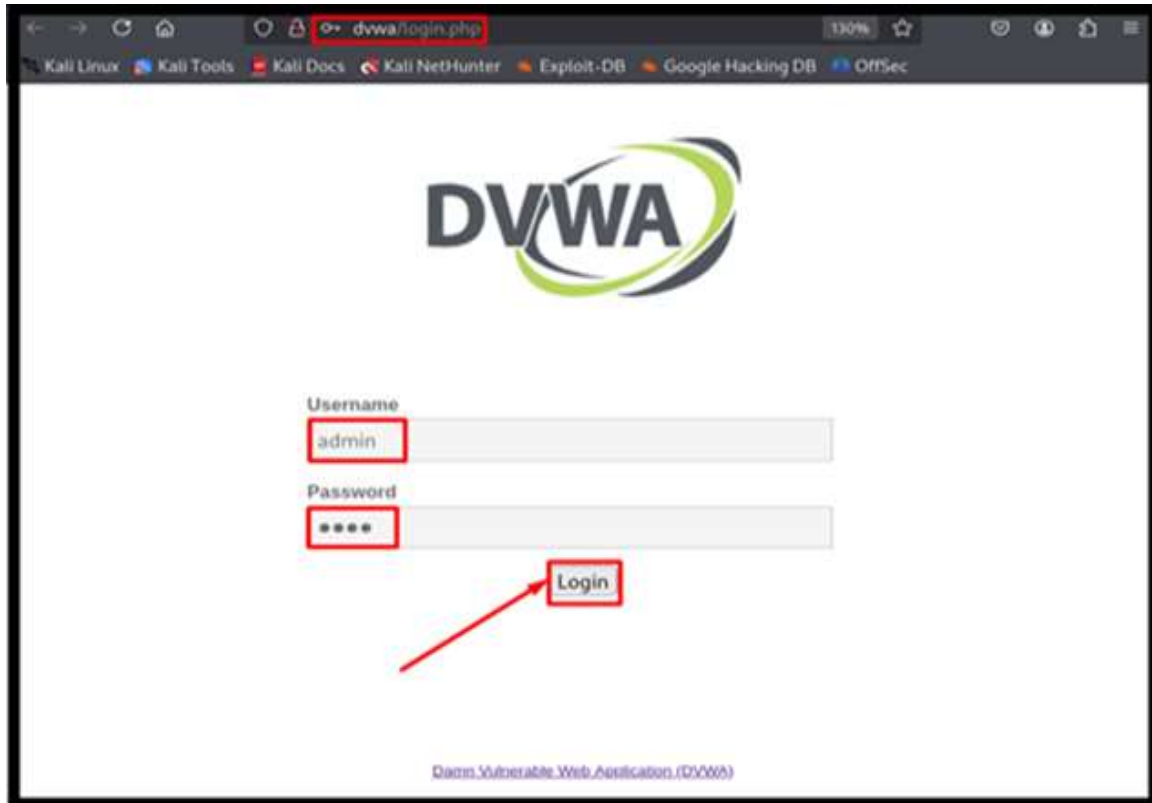 dvwa/login.php 130%
Kali Linux Kali Tools Kali Docs Kali NetHunter Exploit-DB Google Hacking DB OffSec
DVWA
Username
admin
Password
Login
Damn Vulnerable Web Application (DVWA)